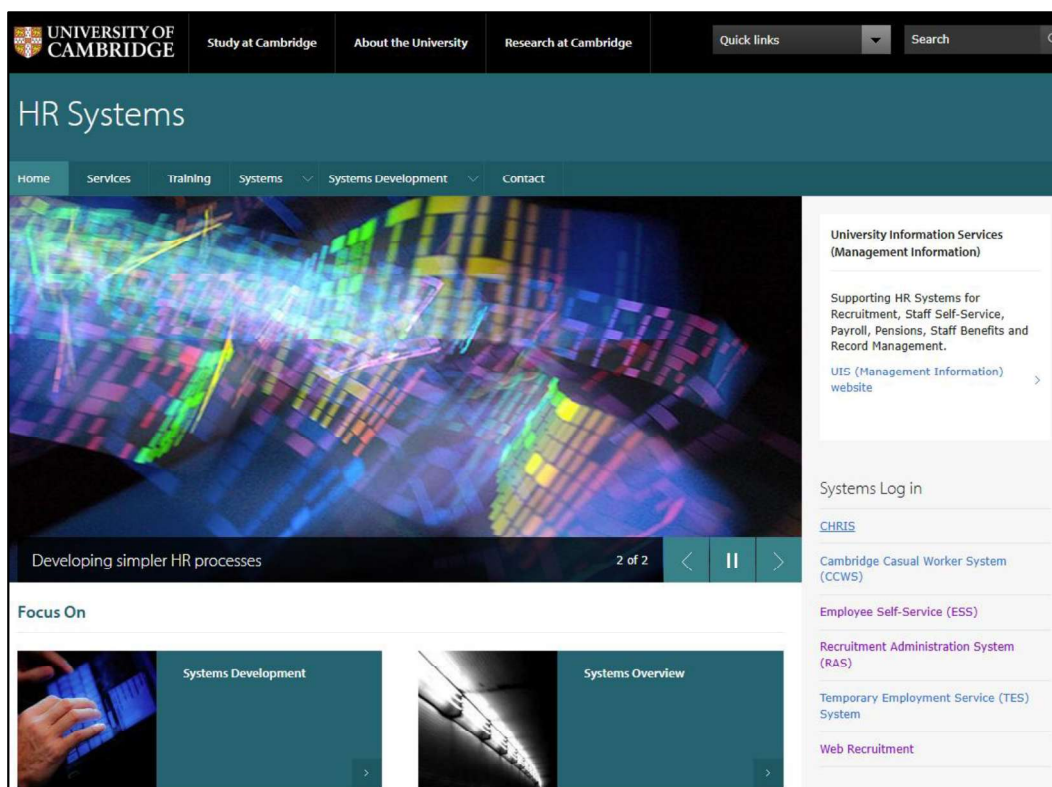 UNIVERSITY OF
CAMBRIDGE
Study at Cambridge
About the University
Research at Cambridge
Quick links
Search
HR Systems
Home
Services
Training
Systems
Systems Development
Contact
Developing simpler HR processes
2 of 2
Focus On
Systems Development
Systems Overview
University Information Services
(Management Information)
Supporting HR Systems for
Recruitment, Staff Self-Service,
Payroll, Pensions, Staff Benefits and
Record Management.
UIS (Management Information)
website
Systems Log in
CHRIS
Cambridge Casual Worker System
(CCWS)
Employee Self-Service (ESS)
Recruitment Administration System
(RAS)
Temporary Employment Service (TES)
System
Web Recruitment